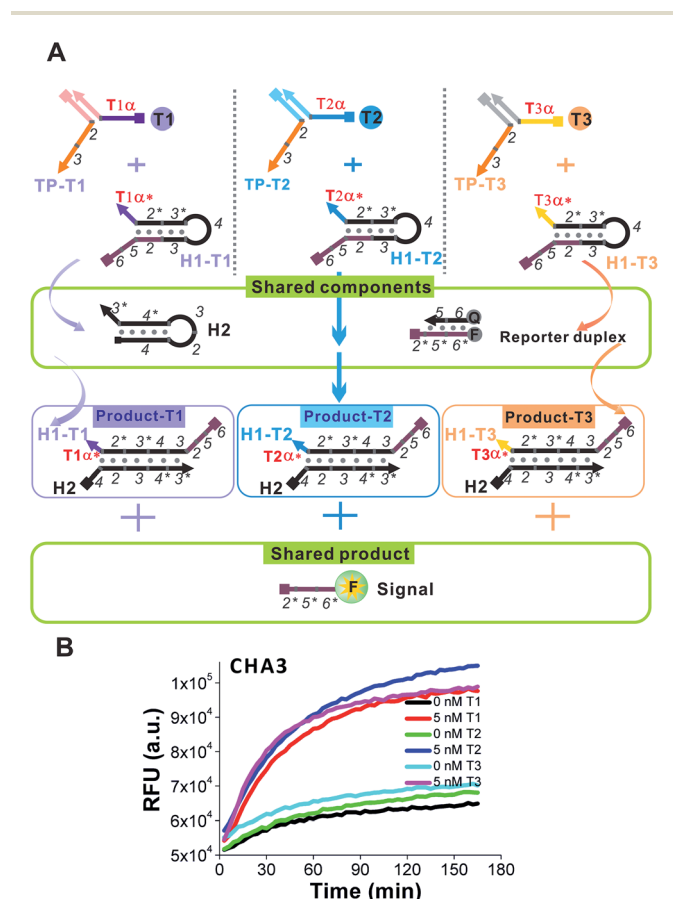 A
T1α T1 T2α T2 T3α T3
2 2 2
3 3 3
TP-T1 + TP-T2 + TP-T3 +
T1α* T2α* T3α*
2* 3* 4 2* 3* 4 2* 3* 4
6 5 2 3 6 5 2 3 6 5 2 3
H1-T1 H1-T2 H1-T3
Shared components
3* 4* 3 5 6 Q
H2 F Reporter duplex
4 2 2* 5* 6*
Product-T1 Product-T2 Product-T3
H1-T1 2* 3* 4 3 2 5 6 H1-T2 2* 3* 4 3 2 5 6 H1-T3 2* 3* 4 3 2 5 6
T1α* T2α* T3α*
H2 4 2 3 4* 3* H2 4 2 3 4* 3* H2 4 2 3 4* 3*
+ + +
Shared product
F Signal
2* 5* 6*
B
CHA3
1x10⁵
9x10⁴
8x10⁴
7x10⁴
6x10⁴
5x10⁴
RFU (a.u.)
0 nM T1
5 nM T1
0 nM T2
5 nM T2
0 nM T3
5 nM T3
0 30 60 90 120 150 180
Time (min)